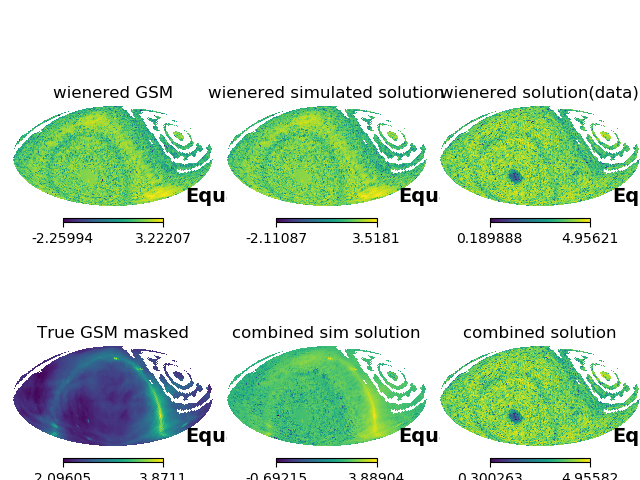 wienered GSM
wienered simulated solution
wienered solution(data)
Equ
Equ
Eq
-2.25994 3.22207
-2.11087 3.5181
0.189888 4.95621
True GSM masked
combined sim solution
combined solution
Equ
Equ
Eq
2.09605 3.8711
-0.69215 3.88904
0.300263 4.95582